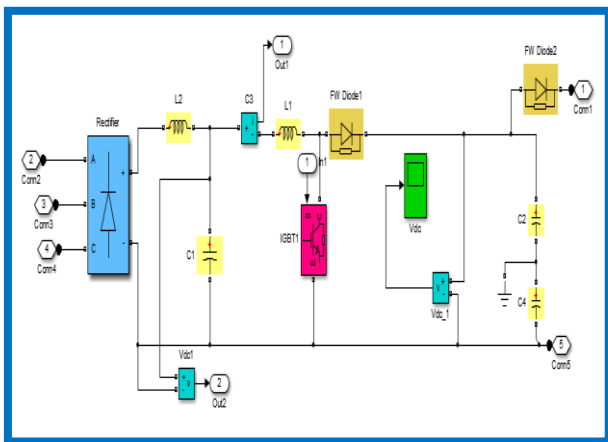 FW Diode2
1
Out1
L2
C3
L1
FW Diode1
1
Conn1
Rectifier
+
-
i
2
A
Conn2
1
In1
3
B
Conn3
Vdc
C2
4
C
Conn4
C1
IGBT1
C
E
v
+
-
Vdc_1
C4
5
Conn5
Vdc1
+
-
v
2
Out2